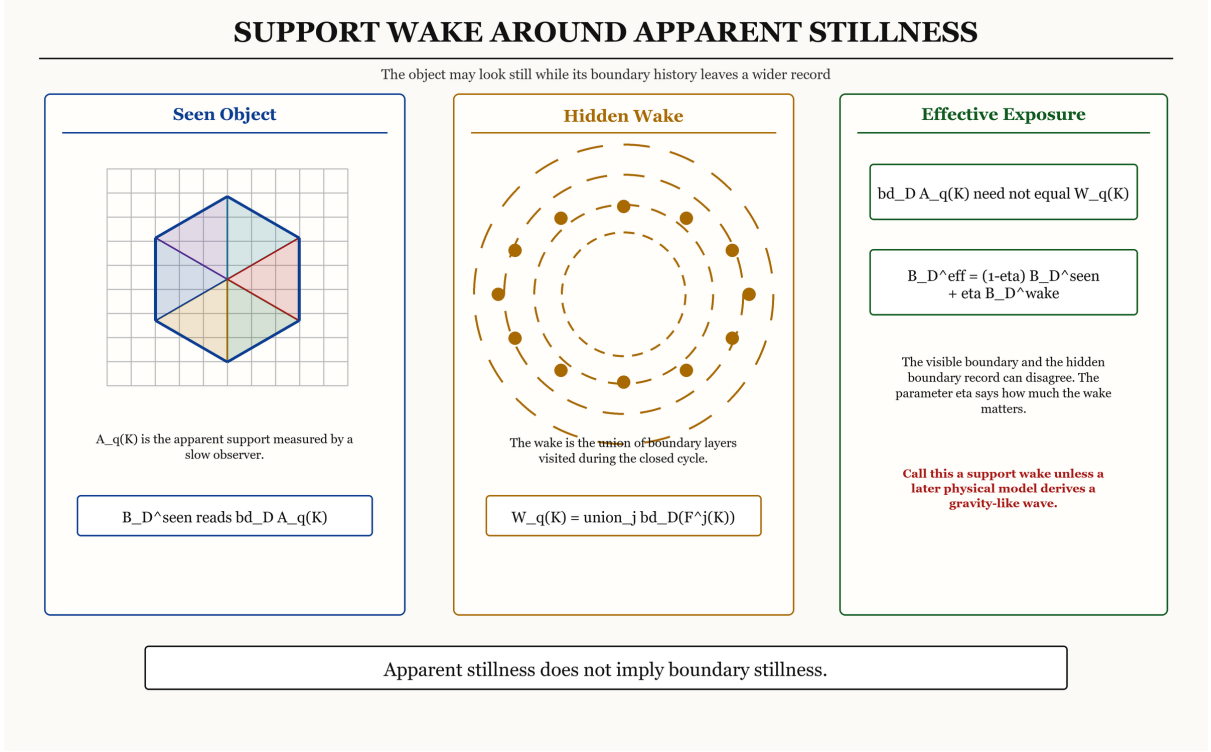 SUPPORT WAKE AROUND APPARENT STILLNESS
The object may look still while its boundary history leaves a wider record
Seen Object
A_q(K) is the apparent support measured by a
slow observer.
B_D^seen reads bd_D A_q(K)
Hidden Wake
The wake is the union of boundary layers
visited during the closed cycle.
W_q(K) = union_j bd_D(F^j(K))
Effective Exposure
bd_D A_q(K) need not equal W_q(K)
B_D^eff = (1-eta) B_D^seen
+ eta B_D^wake
The visible boundary and the hidden
boundary record can disagree. The
parameter eta says how much the wake
matters.
Call this a support wake unless a
later physical model derives a
gravity-like wave.
Apparent stillness does not imply boundary stillness.